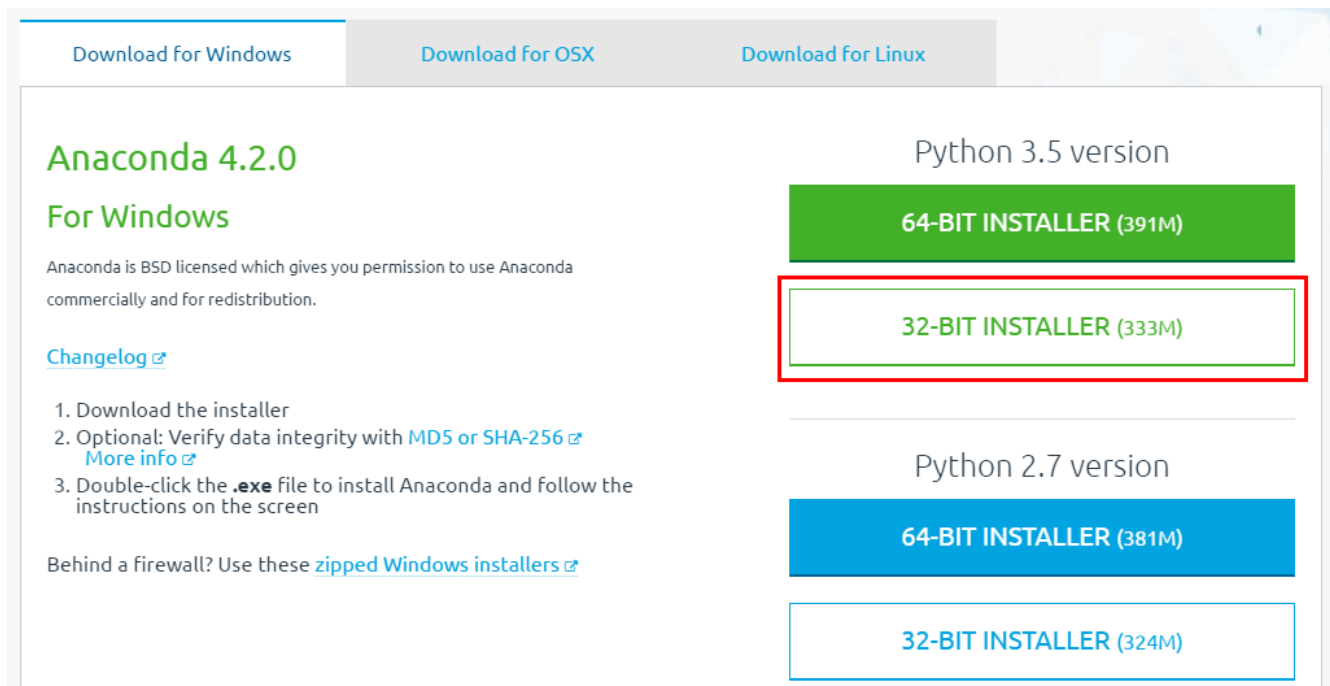 Download for Windows
Download for OSX
Download for Linux
Anaconda 4.2.0
For Windows
Anaconda is BSD licensed which gives you permission to use Anaconda
commercially and for redistribution.
Changelog
1. Download the installer
2. Optional: Verify data integrity with MD5 or SHA-256
More info
3. Double-click the .exe file to install Anaconda and follow the
instructions on the screen
Behind a firewall? Use these zipped Windows installers
Python 3.5 version
64-BIT INSTALLER (391M)
32-BIT INSTALLER (333M)
Python 2.7 version
64-BIT INSTALLER (381M)
32-BIT INSTALLER (324M)